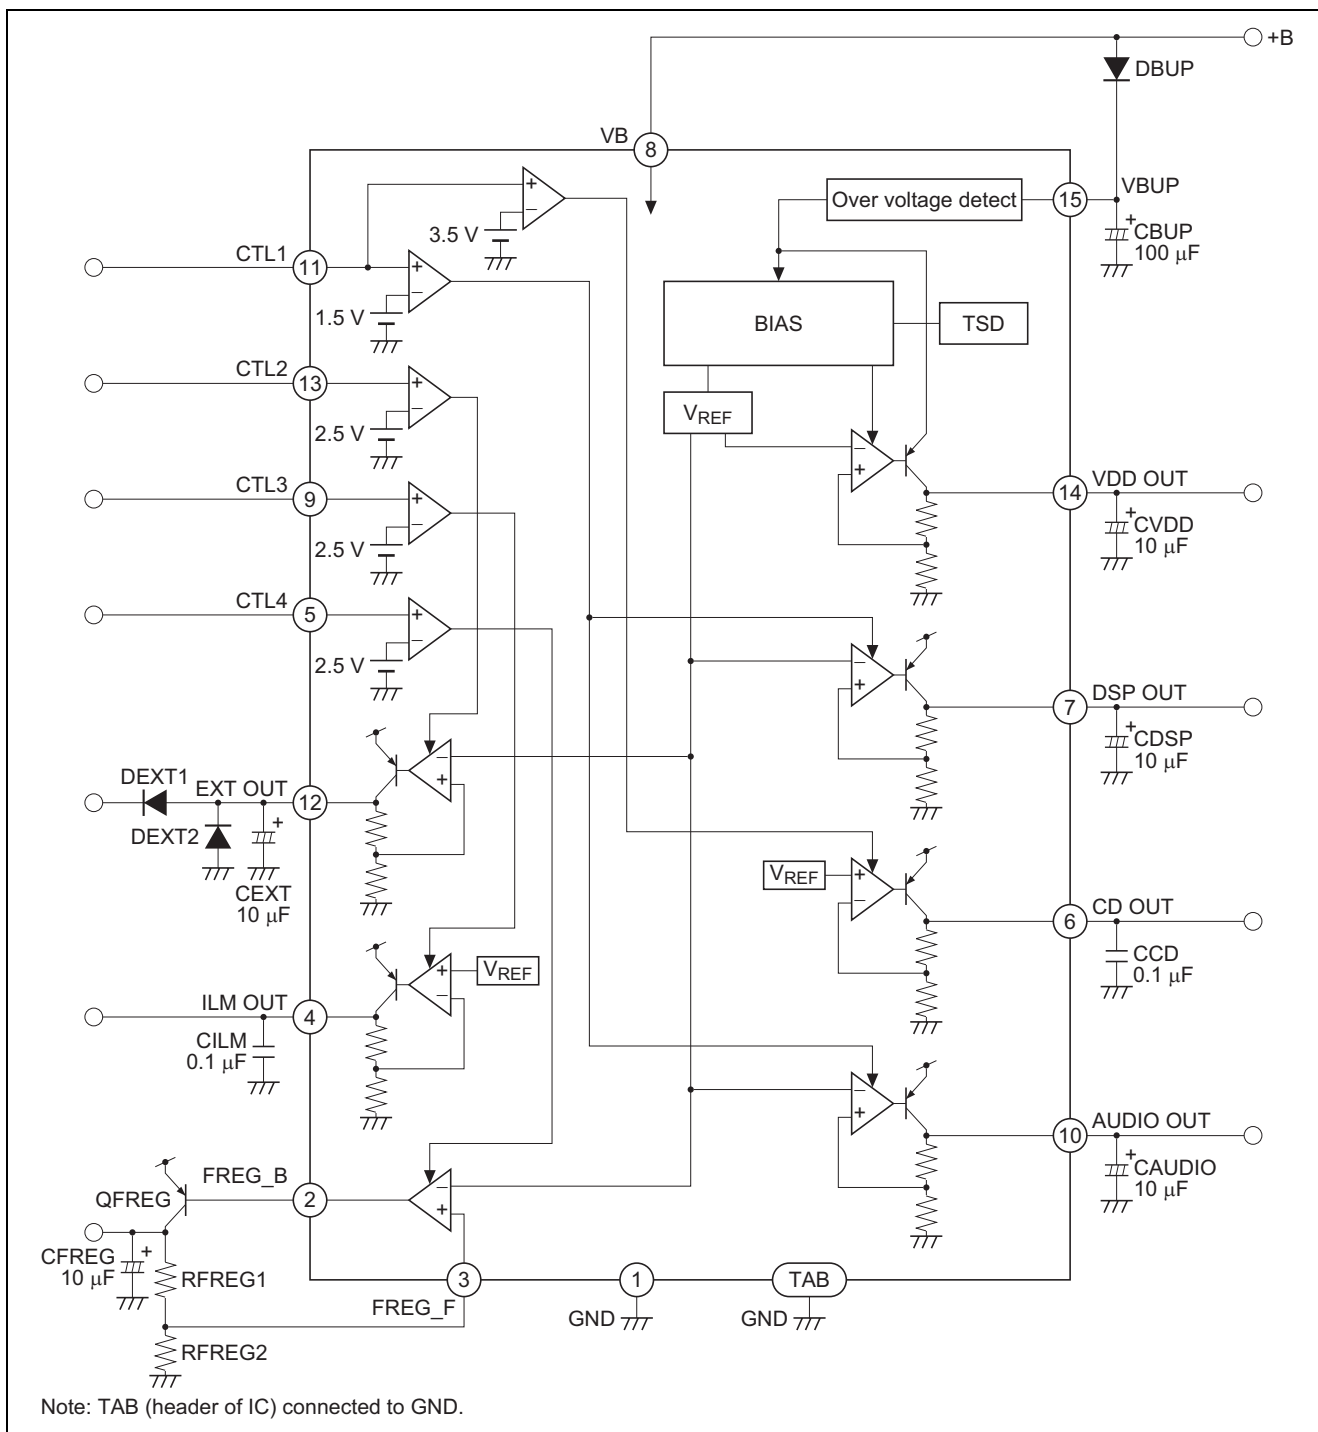 +B
DBUP
VB
8
VBUP
15
Over voltage detect
+
−
3.5 V
+
CBUP
100 μF
CTL1
11
+
−
1.5 V
BIAS
TSD
CTL2
13
+
−
2.5 V
VREF
−
+
CTL3
9
+
−
2.5 V
VDD OUT
14
+
CVDD
10 μF
CTL4
5
+
−
2.5 V
−
+
DSP OUT
7
+
CDSP
10 μF
DEXT1
EXT OUT
12
−
+
DEXT2
+
CEXT
10 μF
VREF
+
−
CD OUT
6
CCD
0.1 μF
ILM OUT
4
+
−
VREF
CILM
0.1 μF
−
+
AUDIO OUT
10
+
CAUDIO
10 μF
FREG_B
2
−
+
QFREG
CFREG
+
10 μF
RFREG1
3
FREG_F
1
GND
TAB
GND
RFREG2
Note: TAB (header of IC) connected to GND.